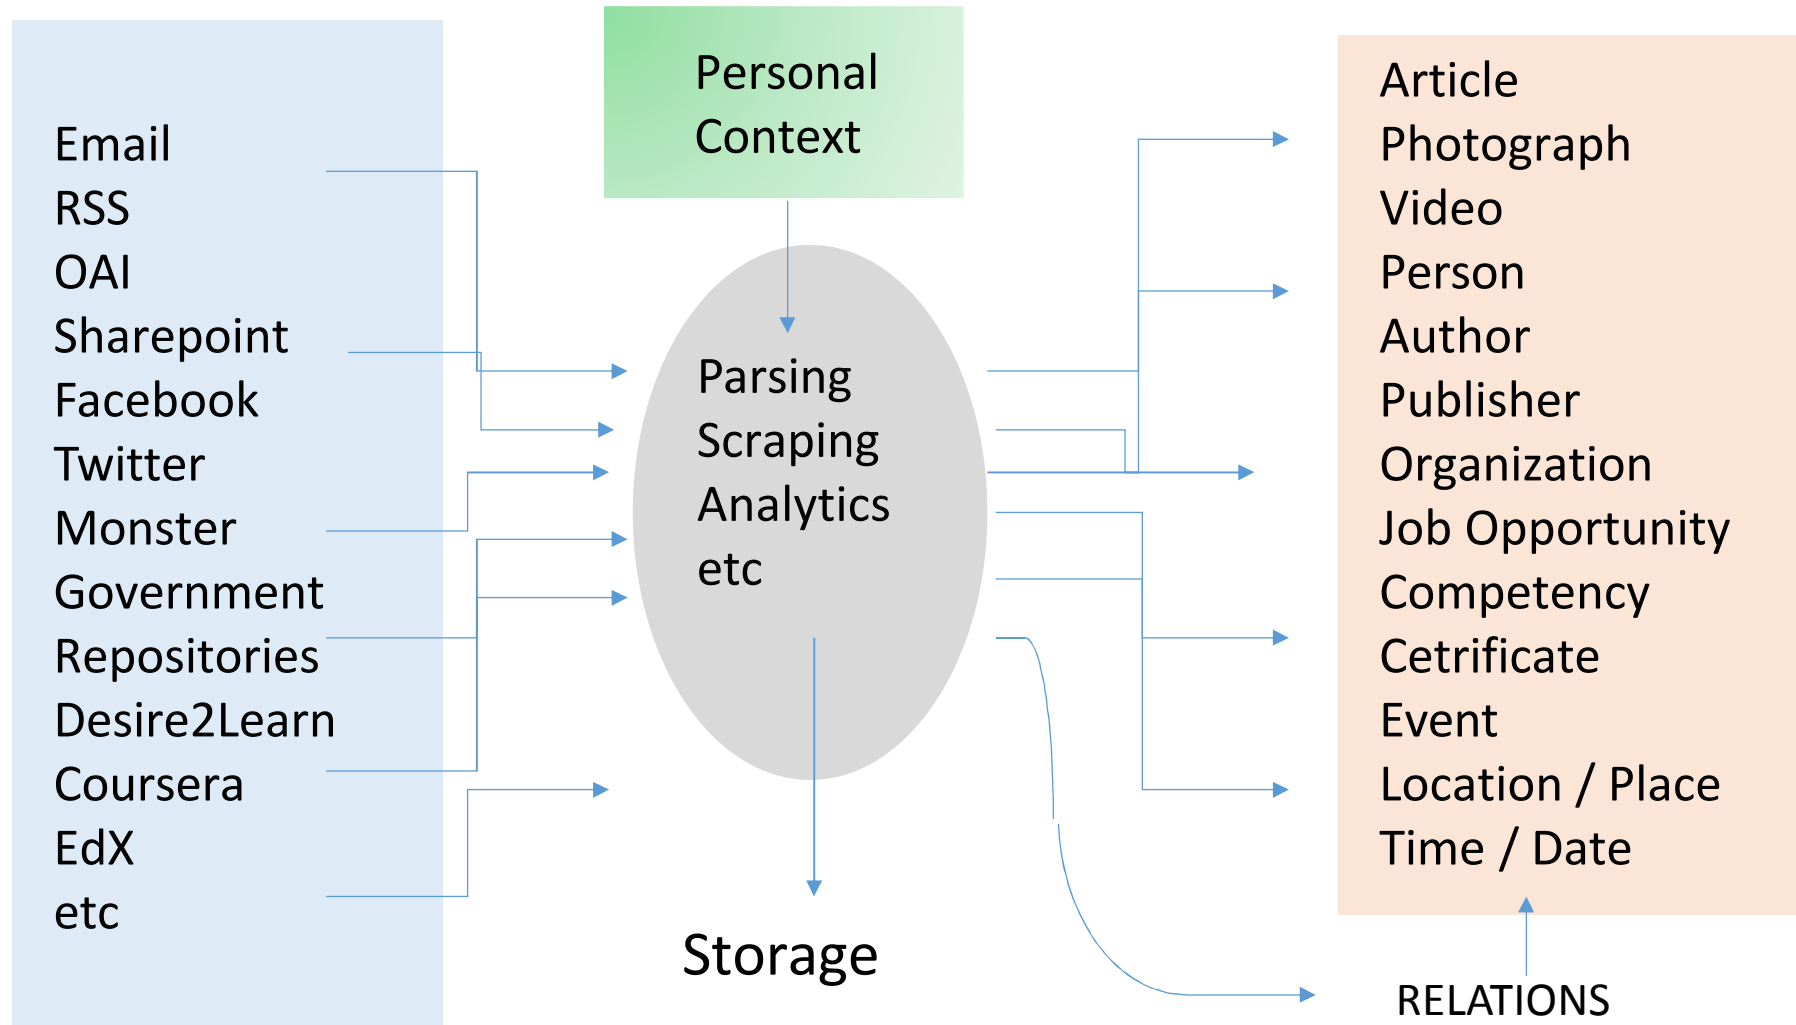 Email
RSS
OAI
Sharepoint
Facebook
Twitter
Monster
Government
Repositories
Desire2Learn
Coursera
EdX
etc
Personal
Context
Parsing
Scraping
Analytics
etc
Storage
Article
Photograph
Video
Person
Author
Publisher
Organization
Job Opportunity
Competency
Cetrificate
Event
Location / Place
Time / Date
RELATIONS